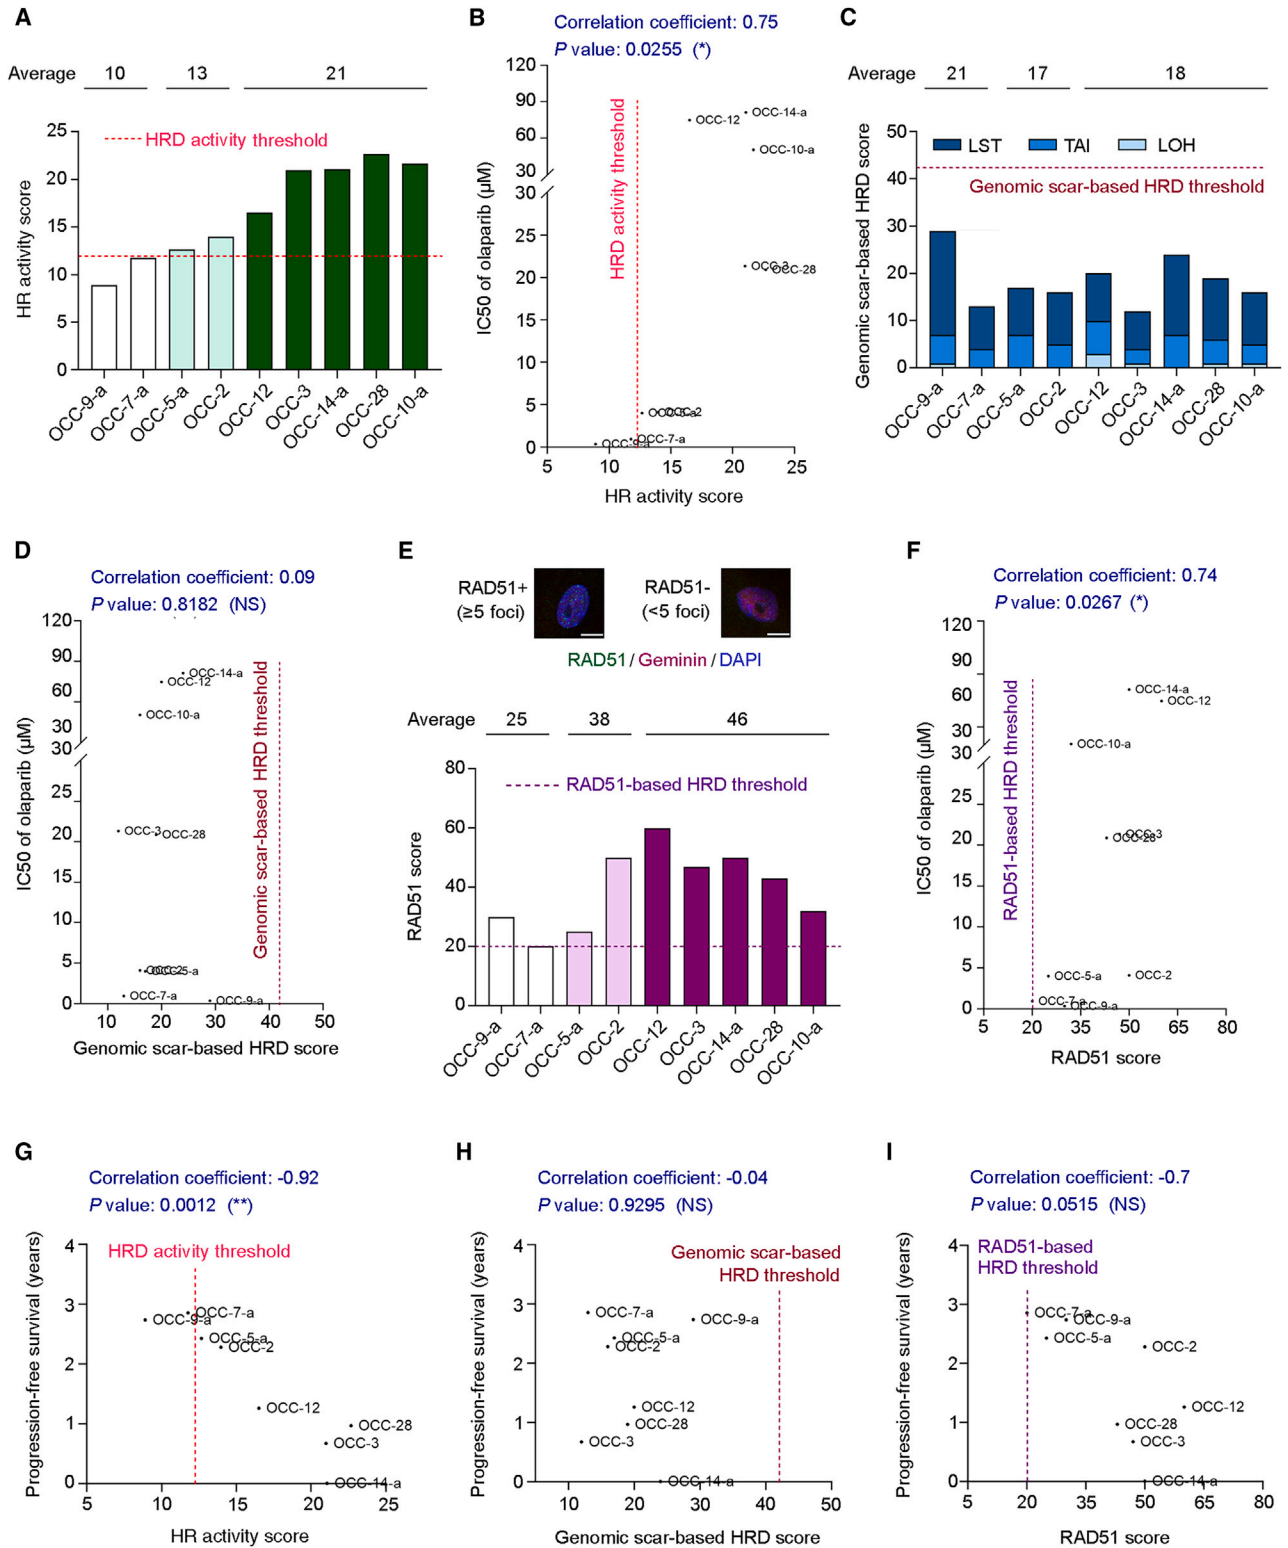 A
Average 10 13 21
HRD activity threshold
HR activity score
25
20
15
10
5
0
OCC-9-a OCC-7-a OCC-5-a OCC-2 OCC-12 OCC-3 OCC-14-a OCC-28 OCC-10-a
B
Correlation coefficient: 0.75
P value: 0.0255 (*)
IC50 of olaparib (µM)
120
90
60
30
30
25
20
15
10
5
0
HRD activity threshold
OCC-14-a
OCC-12
OCC-10-a
OCC-3
OCC-28
OCC-5-a OCC-2
OCC-7-a
OCC-9-a
5 10 15 20 25
HR activity score
C
Average 21 17 18
Genomic scar-based HRD score
50
40
30
20
10
0
LST TAI LOH
Genomic scar-based HRD threshold
OCC-9-a OCC-7-a OCC-5-a OCC-2 OCC-12 OCC-3 OCC-14-a OCC-28 OCC-10-a
D
Correlation coefficient: 0.09
P value: 0.8182 (NS)
IC50 of olaparib (µM)
120
90
60
30
30
25
20
15
10
5
0
Genomic scar-based HRD threshold
OCC-14-a
OCC-12
OCC-10-a
OCC-3
OCC-28
OCC-2 OCC-5-a
OCC-7-a
OCC-9-a
10 20 30 40 50
Genomic scar-based HRD score
E
RAD51+
(≥5 foci)
RAD51-
(<5 foci)
RAD51 / Geminin / DAPI
Average 25 38 46
RAD51 score
80
60
40
20
0
RAD51-based HRD threshold
OCC-9-a OCC-7-a OCC-5-a OCC-2 OCC-12 OCC-3 OCC-14-a OCC-28 OCC-10-a
F
Correlation coefficient: 0.74
P value: 0.0267 (*)
IC50 of olaparib (µM)
120
90
60
30
30
25
20
15
10
5
0
RAD51-based HRD threshold
OCC-14-a
OCC-12
OCC-10-a
OCC-3
OCC-28
OCC-5-a
OCC-2
OCC-7-a
OCC-9-a
5 20 35 50 65 80
RAD51 score
G
Correlation coefficient: -0.92
P value: 0.0012 (**)
Progression-free survival (years)
4
3
2
1
0
HRD activity threshold
OCC-7-a
OCC-9-a
OCC-5-a
OCC-2
OCC-12
OCC-28
OCC-3
OCC-14-a
5 10 15 20 25
HR activity score
H
Correlation coefficient: -0.04
P value: 0.9295 (NS)
Progression-free survival (years)
4
3
2
1
0
Genomic scar-based
HRD threshold
OCC-7-a
OCC-9-a
OCC-5-a
OCC-2
OCC-12
OCC-28
OCC-3
OCC-14-a
10 20 30 40 50
Genomic scar-based HRD score
I
Correlation coefficient: -0.7
P value: 0.0515 (NS)
Progression-free survival (years)
4
3
2
1
0
RAD51-based
HRD threshold
OCC-7-a
OCC-9-a
OCC-5-a
OCC-2
OCC-12
OCC-28
OCC-3
OCC-14-a
5 20 35 50 65 80
RAD51 score